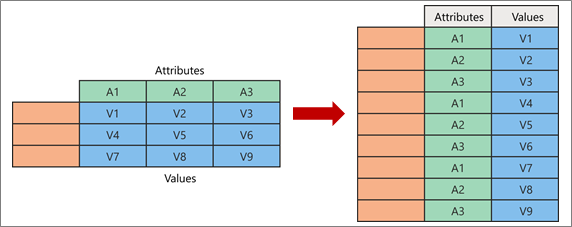 Attributes
A1 A2 A3
V1 V2 V3
V4 V5 V6
V7 V8 V9
Values
Attributes Values
A1 V1
A2 V2
A3 V3
A1 V4
A2 V5
A3 V6
A1 V7
A2 V8
A3 V9